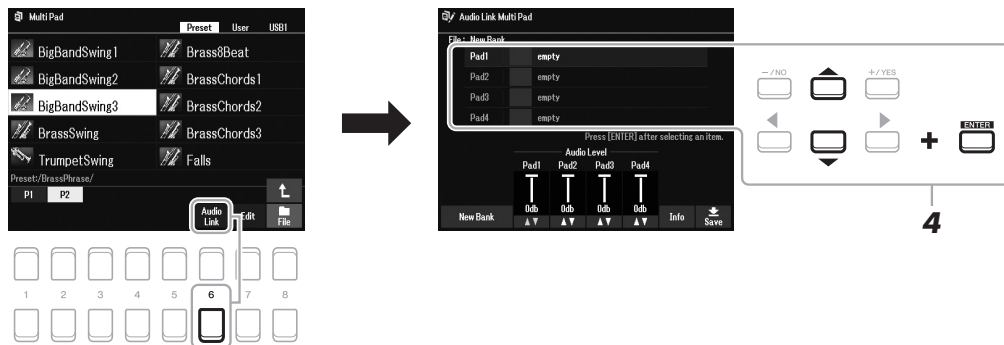 Multi Pad
Preset User USB1
BigBandSwing1 Brass8Beat
BigBandSwing2 BrassChords1
BigBandSwing3 BrassChords2
BrassSwing BrassChords3
TrumpetSwing Falls
Preset:/BrassPhrase/
P1 P2
Audio Link Edit File
1 2 3 4 5 6 7 8
Audio Link Multi Pad
File: New Bank
Pad1 empty
Pad2 empty
Pad3 empty
Pad4 empty
Press [ENTER] after selecting an item.
Audio Level
Pad1 Pad2 Pad3 Pad4
0db 0db 0db 0db
New Bank Info Save
−/NO +/YES
ENTER
+
4